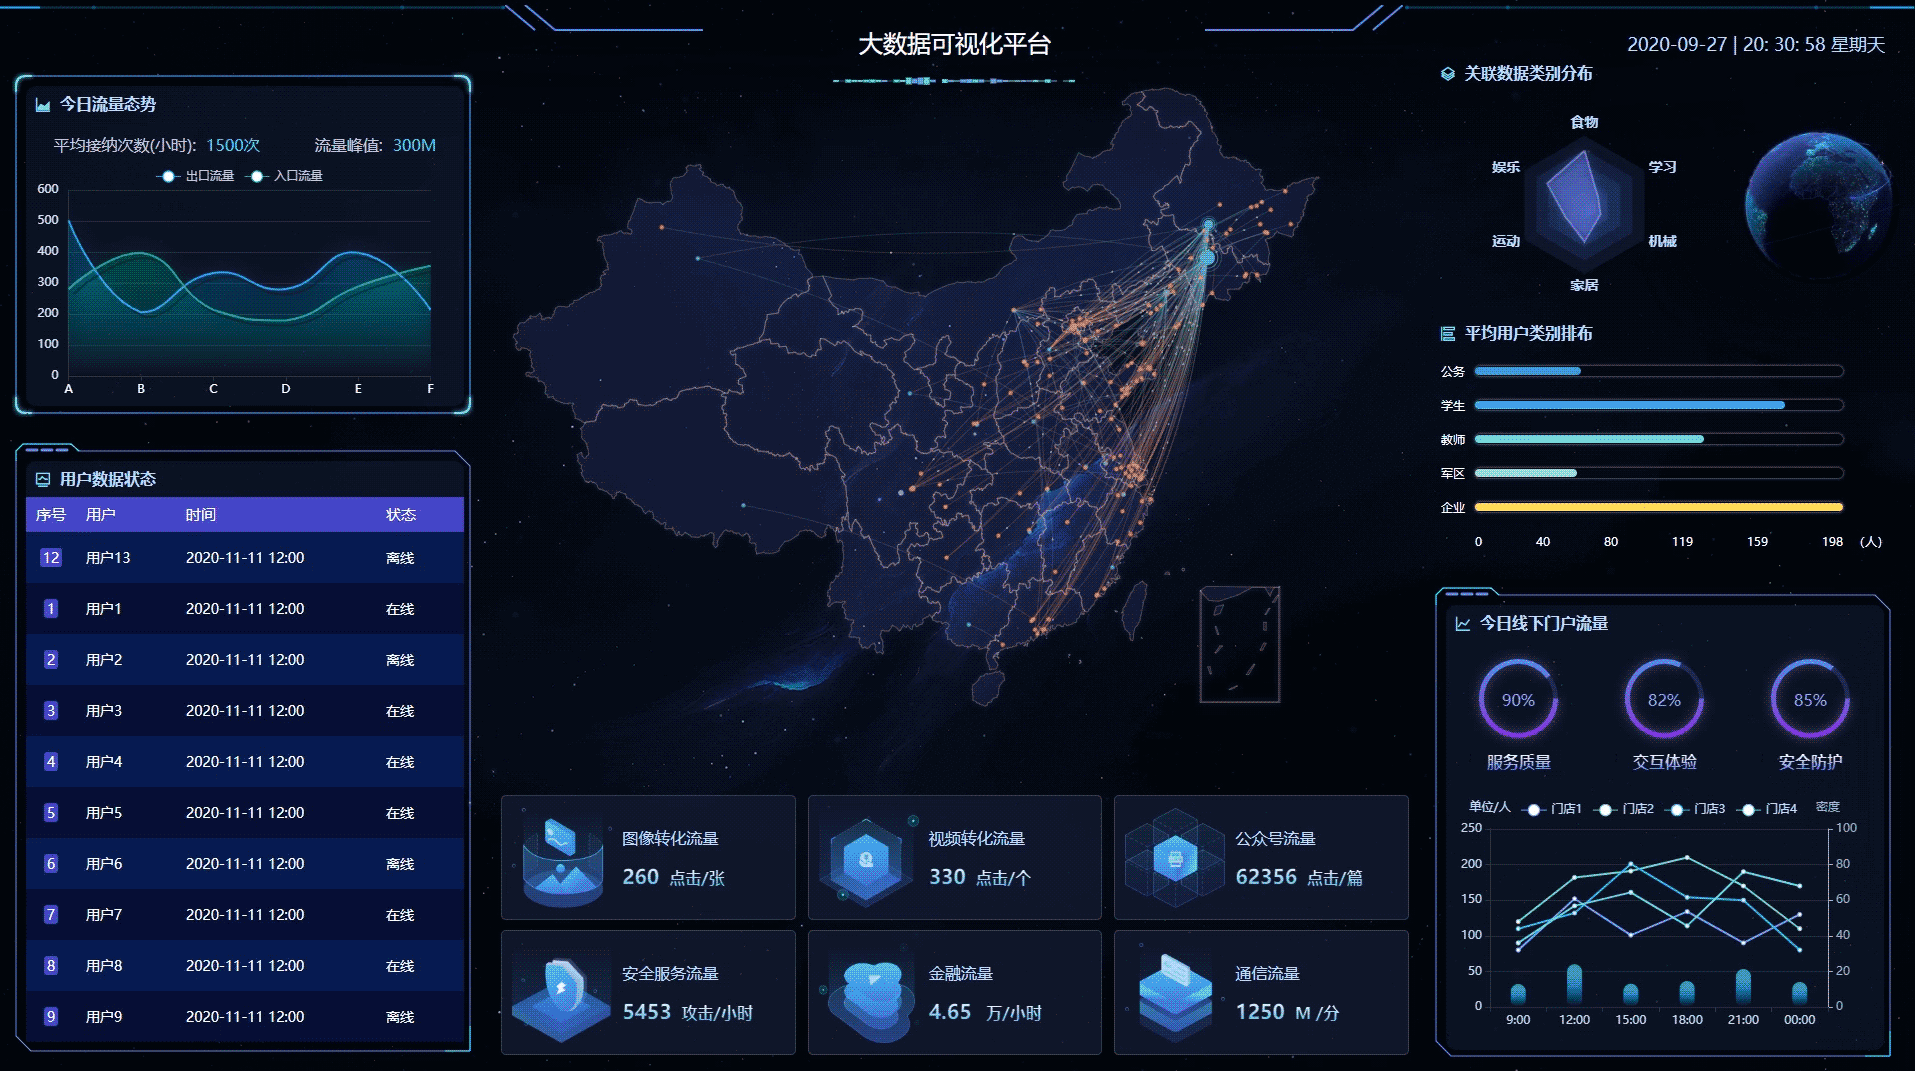 大数据可视化平台
2020-09-27 | 20: 30: 58 星期天
今日流量态势
平均接纳次数(小时): 1500次 流量峰值: 300M
出口流量 入口流量
600
500
400
300
200
100
0
A B C D E F
用户数据状态
序号 用户 时间 状态
12 用户13 2020-11-11 12:00 离线
1 用户1 2020-11-11 12:00 在线
2 用户2 2020-11-11 12:00 离线
3 用户3 2020-11-11 12:00 在线
4 用户4 2020-11-11 12:00 在线
5 用户5 2020-11-11 12:00 在线
6 用户6 2020-11-11 12:00 离线
7 用户7 2020-11-11 12:00 在线
8 用户8 2020-11-11 12:00 在线
9 用户9 2020-11-11 12:00 离线
图像转化流量
260 点击/张
视频转化流量
330 点击/个
公众号流量
62356 点击/篇
安全服务流量
5453 攻击/小时
金融流量
4.65 万/小时
通信流量
1250 M /分
关联数据类别分布
食物
娱乐 学习
运动 机械
家居
平均用户类别排布
公务
学生
教师
军区
企业
0 40 80 119 159 198 (人)
今日线下门户流量
90% 82% 85%
服务质量 交互体验 安全防护
单位/人 门店1 门店2 门店3 门店4 密度
250 100
200 80
150 60
100 40
50 20
0 0
9:00 12:00 15:00 18:00 21:00 00:00